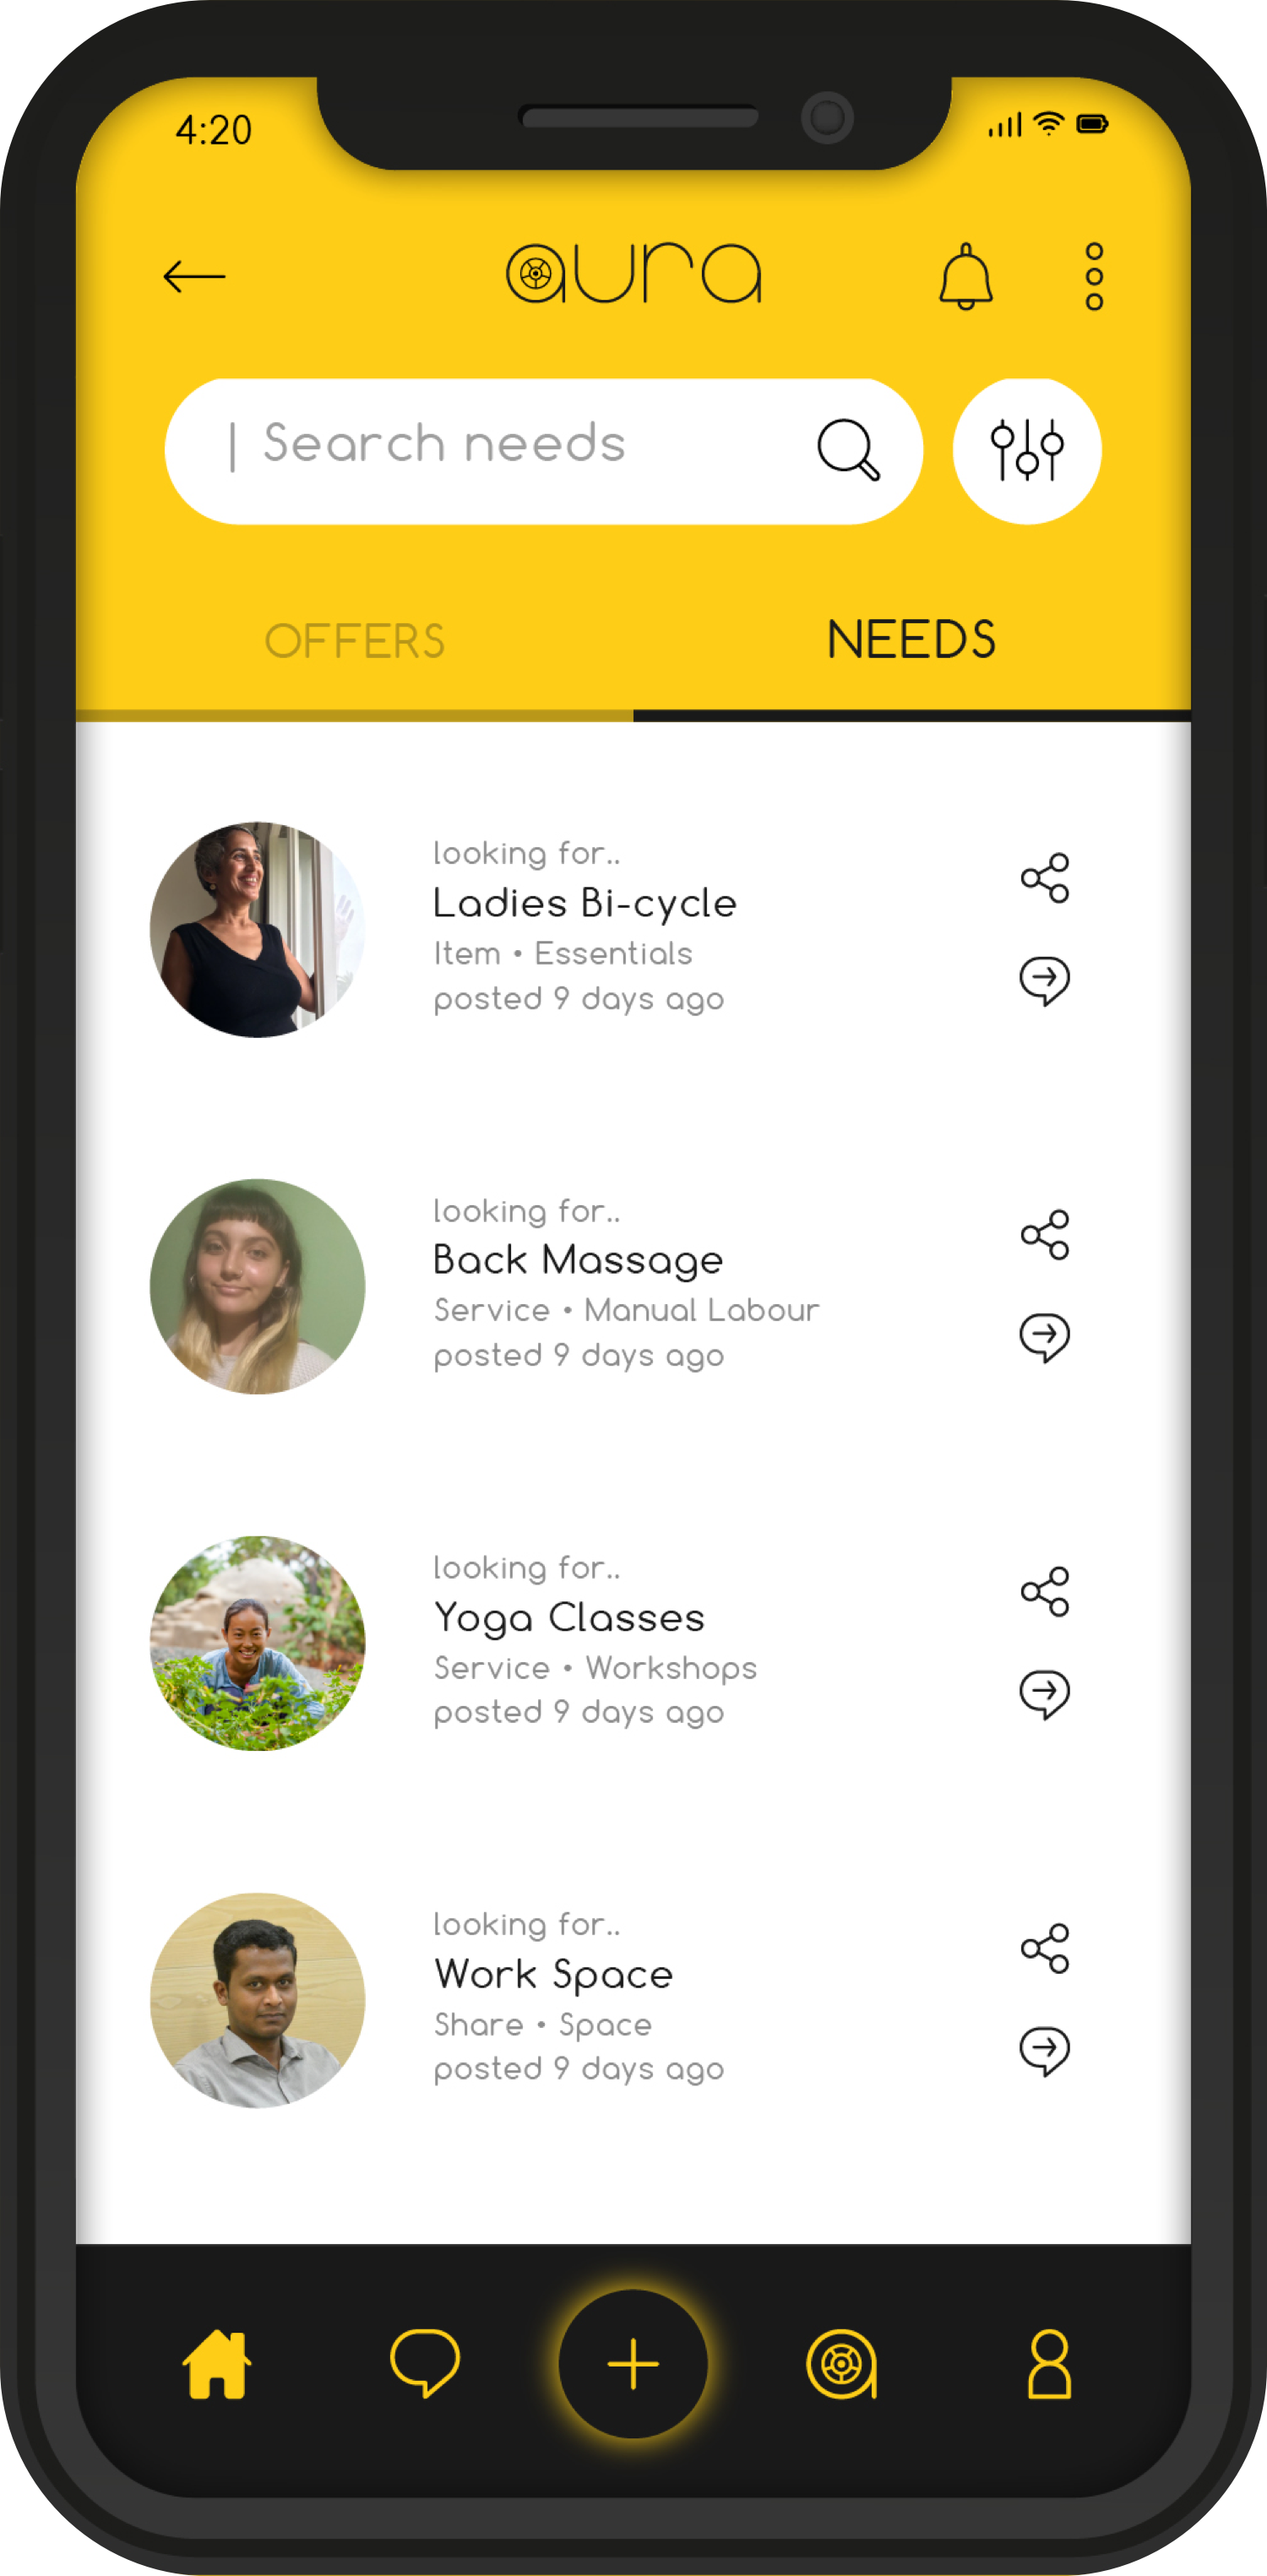 4:20
aura
Search needs
OFFERS
NEEDS
looking for..
Ladies Bi-cycle
Item • Essentials
posted 9 days ago
looking for..
Back Massage
Service • Manual Labour
posted 9 days ago
looking for..
Yoga Classes
Service • Workshops
posted 9 days ago
looking for..
Work Space
Share • Space
posted 9 days ago